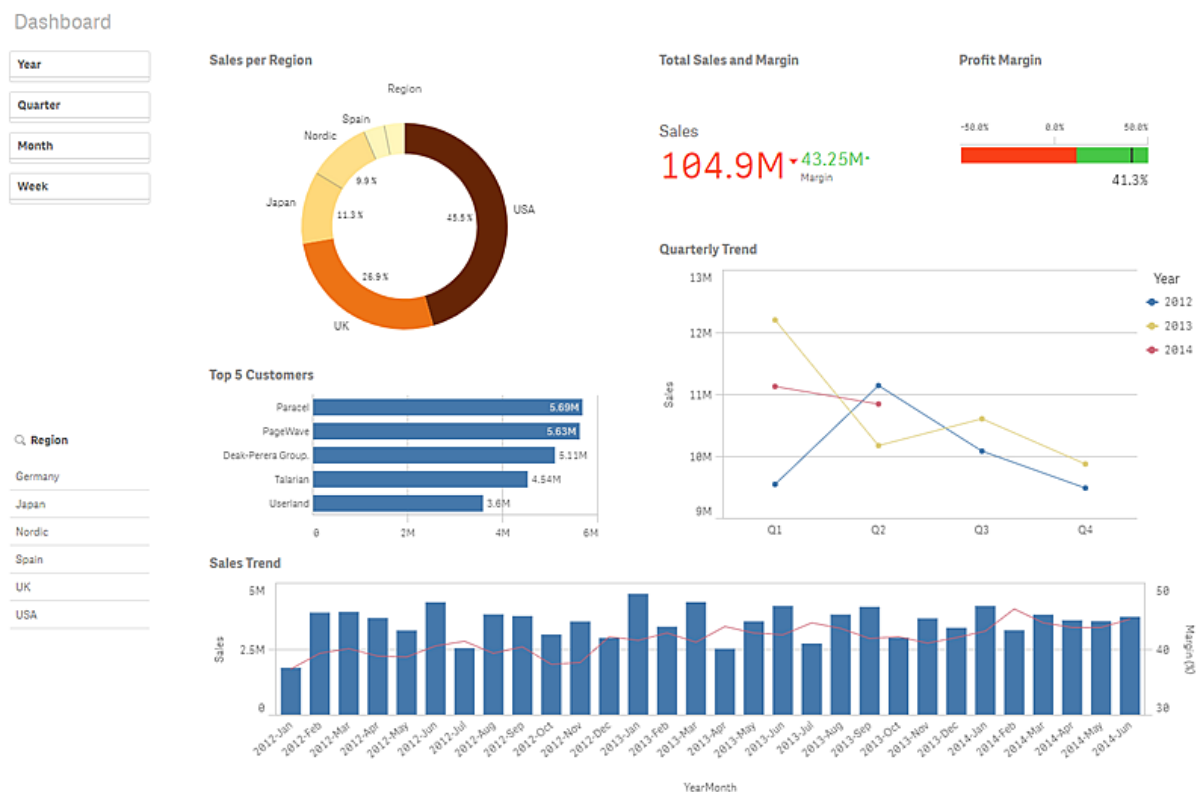 Dashboard
Year
Quarter
Month
Week
Region
Germany
Japan
Nordic
Spain
UK
USA
Sales per Region
Region
Spain
Nordic
Japan
USA
UK
9.9%
11.3%
45.5%
26.9%
Total Sales and Margin
Sales
104.9M
43.25M
Margin
Profit Margin
-50.0% 0.0% 50.0%
41.3%
Top 5 Customers
Paracel 5.69M
PageWave 5.63M
Deak-Perera Group. 5.11M
Talarian 4.54M
Userland 3.6M
0 2M 4M 6M
Quarterly Trend
13M
12M
11M
10M
9M
Sales
Q1 Q2 Q3 Q4
Year
2012
2013
2014
Sales Trend
5M
2.5M
0
Sales
50
40
30
Margin (%)
2012-Jan 2012-Feb 2012-Mar 2012-Apr 2012-May 2012-Jun 2012-Jul 2012-Aug 2012-Sep 2012-Oct 2012-Nov 2012-Dec 2013-Jan 2013-Feb 2013-Mar 2013-Apr 2013-May 2013-Jun 2013-Jul 2013-Aug 2013-Sep 2013-Oct 2013-Nov 2013-Dec 2014-Jan 2014-Feb 2014-Mar 2014-Apr 2014-May 2014-Jun
YearMonth